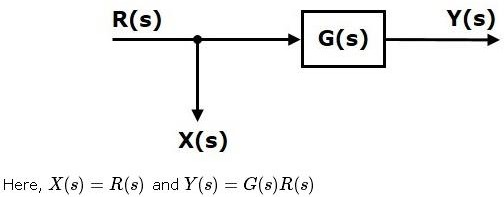 R(s)
G(s)
Y(s)
X(s)
Here, X(s) = R(s) and Y(s) = G(s)R(s)